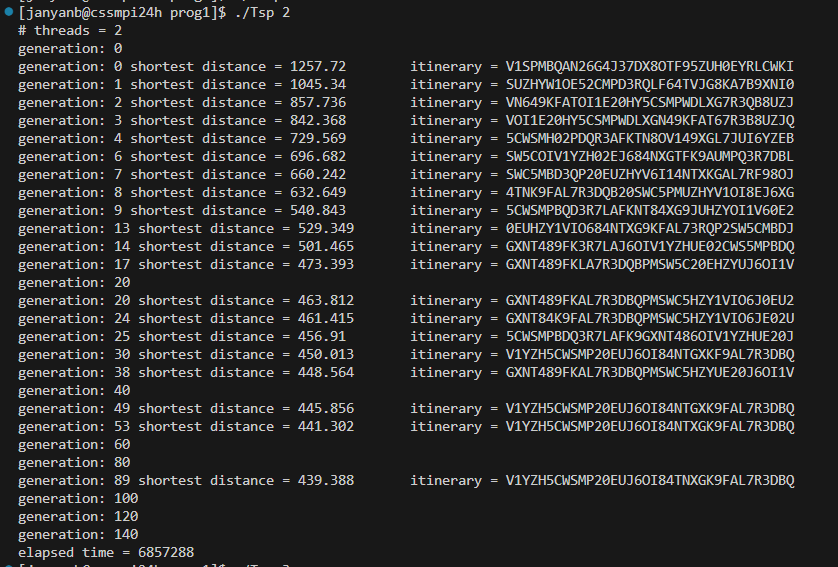 [janyanb@cssmpi24h prog1]$ ./Tsp 2
# threads = 2
generation: 0
generation: 0 shortest distance = 1257.72 itinerary = V1SPMBQAN26G4J37DX8OTF95ZUH0EYRLCWKI
generation: 1 shortest distance = 1045.34 itinerary = SUZHYW1OE52CMPD3RQLF64TVJG8KA7B9XNI0
generation: 2 shortest distance = 857.736 itinerary = VN649KFATOI1E20HY5CSMPWDLXG7R3QB8UZJ
generation: 3 shortest distance = 842.368 itinerary = VOI1E20HY5CSMPWDLXGN49KFAT67R3B8UZJQ
generation: 4 shortest distance = 729.569 itinerary = 5CWSMH02PDQR3AFKTN8OV149XGL7JUI6YZEB
generation: 6 shortest distance = 696.682 itinerary = SW5COIV1YZH02EJ684NXGTFK9AUMPQ3R7DBL
generation: 7 shortest distance = 660.242 itinerary = SWC5MBD3QP20EUZHYV6I14NTXKGAL7RF98OJ
generation: 8 shortest distance = 632.649 itinerary = 4TNK9FAL7R3DQB20SWC5PMUZHYV1OI8EJ6XG
generation: 9 shortest distance = 540.843 itinerary = 5CWSMPBQD3R7LAFKNT84XG9JUHZYOI1V60E2
generation: 13 shortest distance = 529.349 itinerary = 0EUHZY1VIO684NTXG9KFAL73RQP2SW5CMBDJ
generation: 14 shortest distance = 501.465 itinerary = GXNT489FK3R7LAJ6OIV1YZHUE02CWS5MPBDQ
generation: 17 shortest distance = 473.393 itinerary = GXNT489FKLA7R3DQBPMSW5C20EHZYUJ6OI1V
generation: 20
generation: 20 shortest distance = 463.812 itinerary = GXNT489FKAL7R3DBQPMSWC5HZY1VIO6J0EU2
generation: 24 shortest distance = 461.415 itinerary = GXNT84K9FAL7R3DBQPMSWC5HZY1VIO6JE02U
generation: 25 shortest distance = 456.91 itinerary = 5CWSMPBDQ3R7LAFK9GXNT486OIV1YZHUE20J
generation: 30 shortest distance = 450.013 itinerary = V1YZH5CWSMP20EUJ6OI84NTGXKF9AL7R3DBQ
generation: 38 shortest distance = 448.564 itinerary = GXNT489FKAL7R3DBQPMSWC5HZYUE20J6OI1V
generation: 40
generation: 49 shortest distance = 445.856 itinerary = V1YZH5CWSMP20EUJ6OI84NTGXK9FAL7R3DBQ
generation: 53 shortest distance = 441.302 itinerary = V1YZH5CWSMP20EUJ6OI84NTXGK9FAL7R3DBQ
generation: 60
generation: 80
generation: 89 shortest distance = 439.388 itinerary = V1YZH5CWSMP20EUJ6OI84TNXGK9FAL7R3DBQ
generation: 100
generation: 120
generation: 140
elapsed time = 6857288